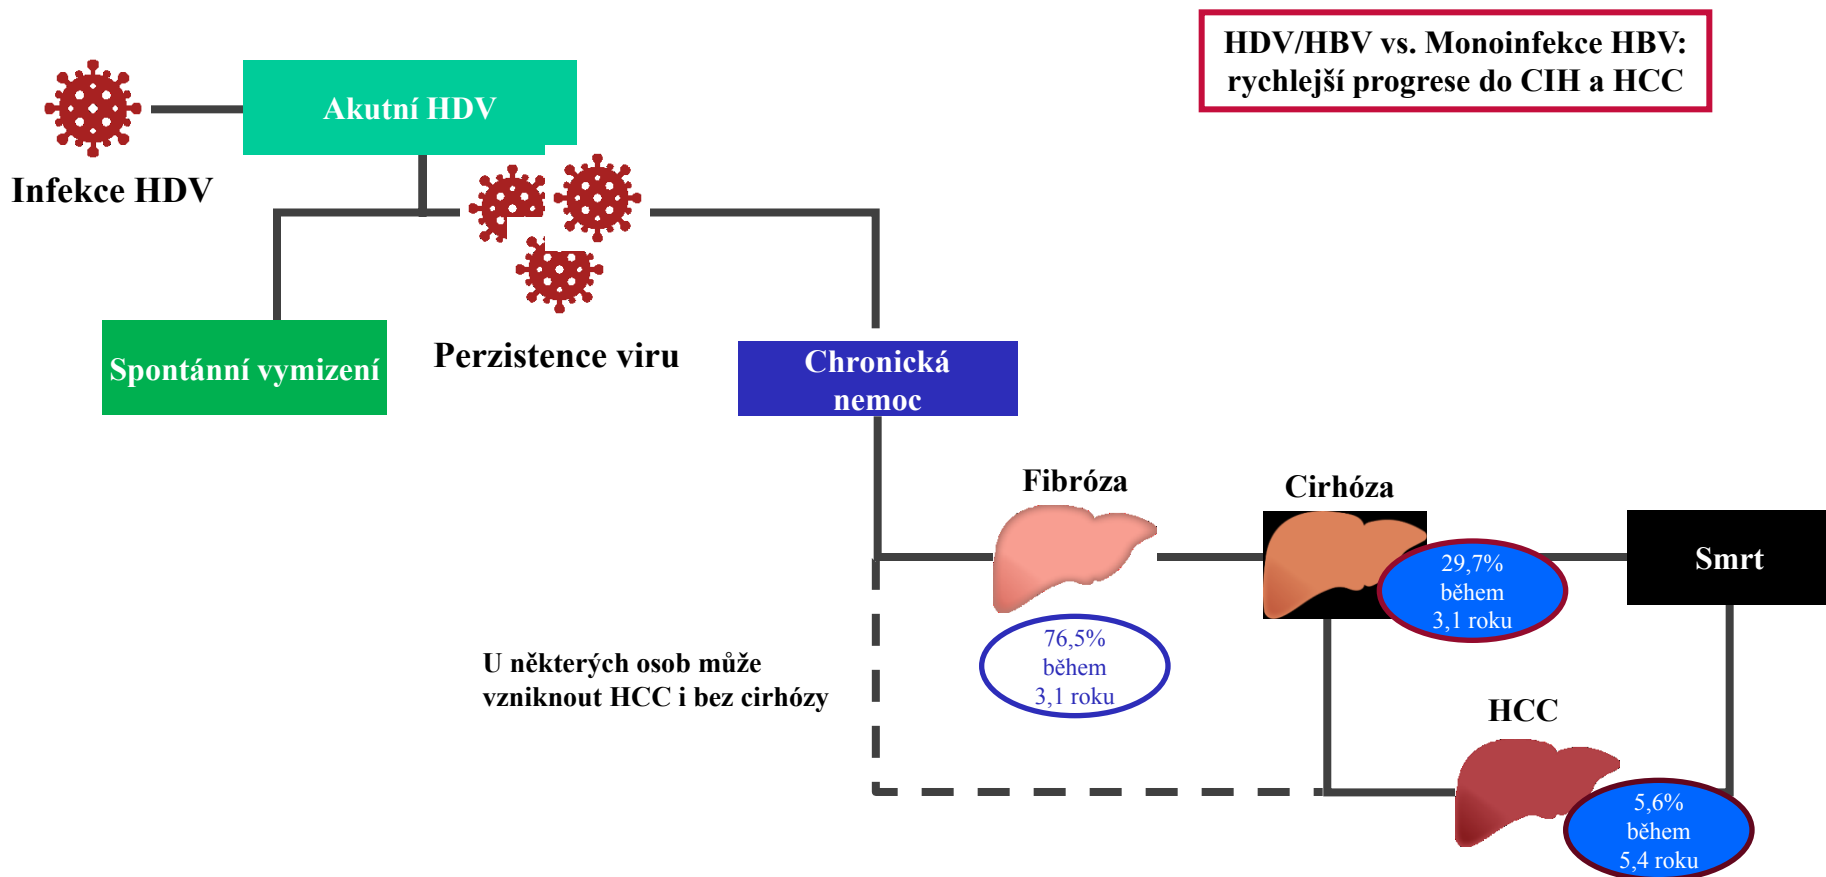 HDV/HBV vs. Monoinfekce HBV:
rychlejší progrese do CIH a HCC
Akutní HDV
Infekce HDV
Spontánní vymizení
Perzistence viru
Chronická
nemoc
Fibróza
Cirhóza
Smrt
29,7%
během
3,1 roku
76,5%
během
3,1 roku
U některých osob může
vzniknout HCC i bez cirhózy
HCC
5,6%
během
5,4 roku